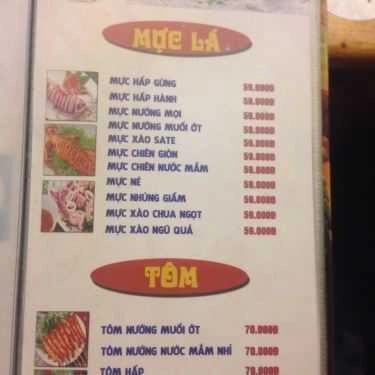 MỰC LÁ
MỰC HẤP GỪNG 50.000Đ
MỰC HẤP HÀNH 50.000Đ
MỰC NƯỚNG MỌI 50.000Đ
MỰC NƯỚNG MUỐI ỚT 50.000Đ
MỰC XÀO SATE 50.000Đ
MỰC CHIÊN GIÒN 50.000Đ
MỰC CHIÊN NƯỚC MẮM 50.000Đ
MỰC NÉ 50.000Đ
MỰC NHÚNG GIẤM 50.000Đ
MỰC XÀO CHUA NGỌT 50.000Đ
MỰC XÀO NGŨ QUẢ 50.000Đ
TÔM
TÔM NƯỚNG MUỐI ỚT 70.000Đ
TÔM NƯỚNG NƯỚC MẮM NHỈ 70.000Đ
TÔM HẤP 70.000Đ